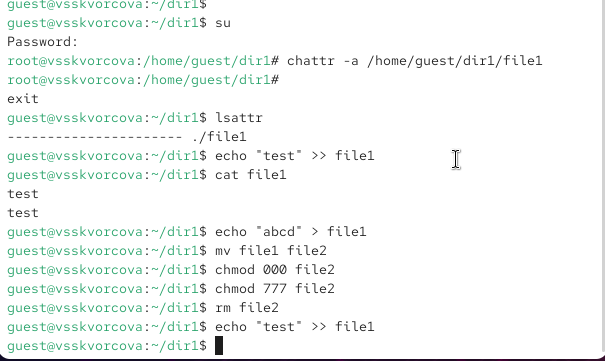 guest@vsskvorcova:~/dir1$
guest@vsskvorcova:~/dir1$ su
Password:
root@vsskvorcova:/home/guest/dir1# chattr -a /home/guest/dir1/file1
root@vsskvorcova:/home/guest/dir1#
exit
guest@vsskvorcova:~/dir1$ lsattr
---------------------- ./file1
guest@vsskvorcova:~/dir1$ echo "test" >> file1
guest@vsskvorcova:~/dir1$ cat file1
test
test
guest@vsskvorcova:~/dir1$ echo "abcd" > file1
guest@vsskvorcova:~/dir1$ mv file1 file2
guest@vsskvorcova:~/dir1$ chmod 000 file2
guest@vsskvorcova:~/dir1$ chmod 777 file2
guest@vsskvorcova:~/dir1$ rm file2
guest@vsskvorcova:~/dir1$ echo "test" >> file1
guest@vsskvorcova:~/dir1$